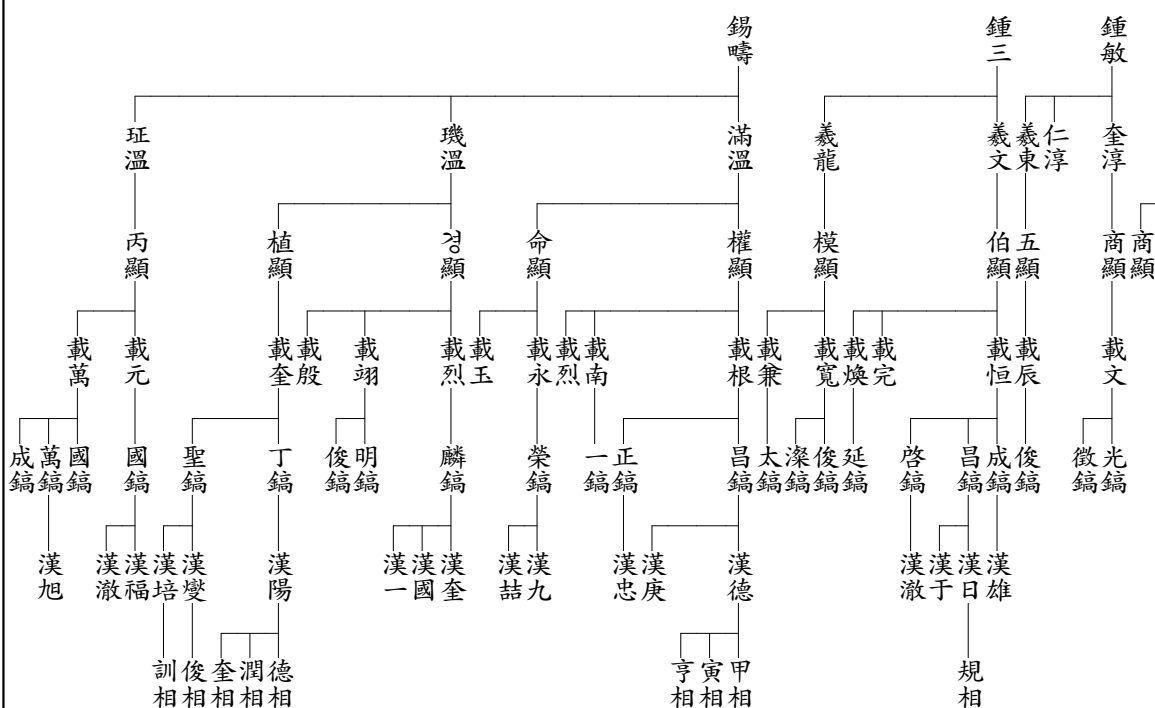 鍾敏
鍾三
錫疇
奎淳
仁淳
羲東
羲文
羲龍
滿溫
璣溫
溫
商顯
商顯
五顯
伯顯
模顯
權顯
命顯
경顯
植顯
丙顯
載文
載辰
載恒
載完
載煥
載寬
載兼
載根
載南
載烈
載永
載玉
載烈
載翊
載殷
載奎
載元
載萬
光鎬
徵鎬
俊鎬
成鎬
昌鎬
啓鎬
延鎬
俊鎬
澯鎬
太鎬
昌鎬
正鎬
一鎬
榮鎬
麟鎬
明鎬
俊鎬
丁鎬
聖鎬
國鎬
國鎬
萬鎬
成鎬
漢雄
漢日
漢于
漢澈
漢德
漢庚
漢忠
漢九
漢喆
漢奎
漢國
漢一
漢陽
漢燮
漢培
漢福
漢澈
漢旭
規相
甲相
寅相
亨相
德相
潤相
奎相
俊相
訓相